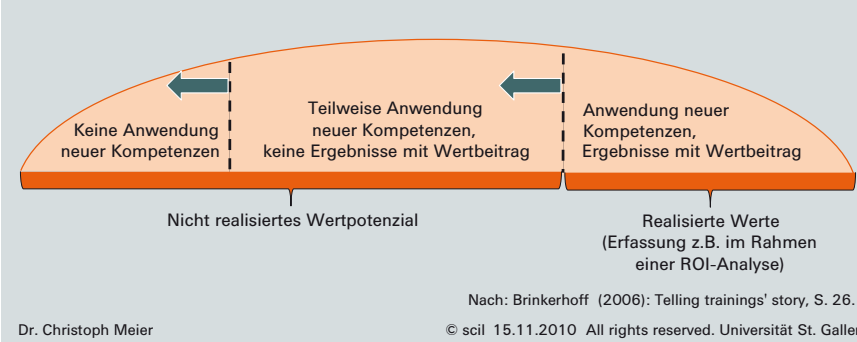 Keine Anwendung
neuer Kompetenzen
Teilweise Anwendung
neuer Kompetenzen,
keine Ergebnisse mit Wertbeitrag
Anwendung neuer
Kompetenzen,
Ergebnisse mit Wertbeitrag
Nicht realisiertes Wertpotenzial
Realisierte Werte
(Erfassung z.B. im Rahmen
einer ROI-Analyse)
Nach: Brinkerhoff (2006): Telling trainings' story, S. 26.
Dr. Christoph Meier
© scil 15.11.2010 All rights reserved. Universität St. Galler